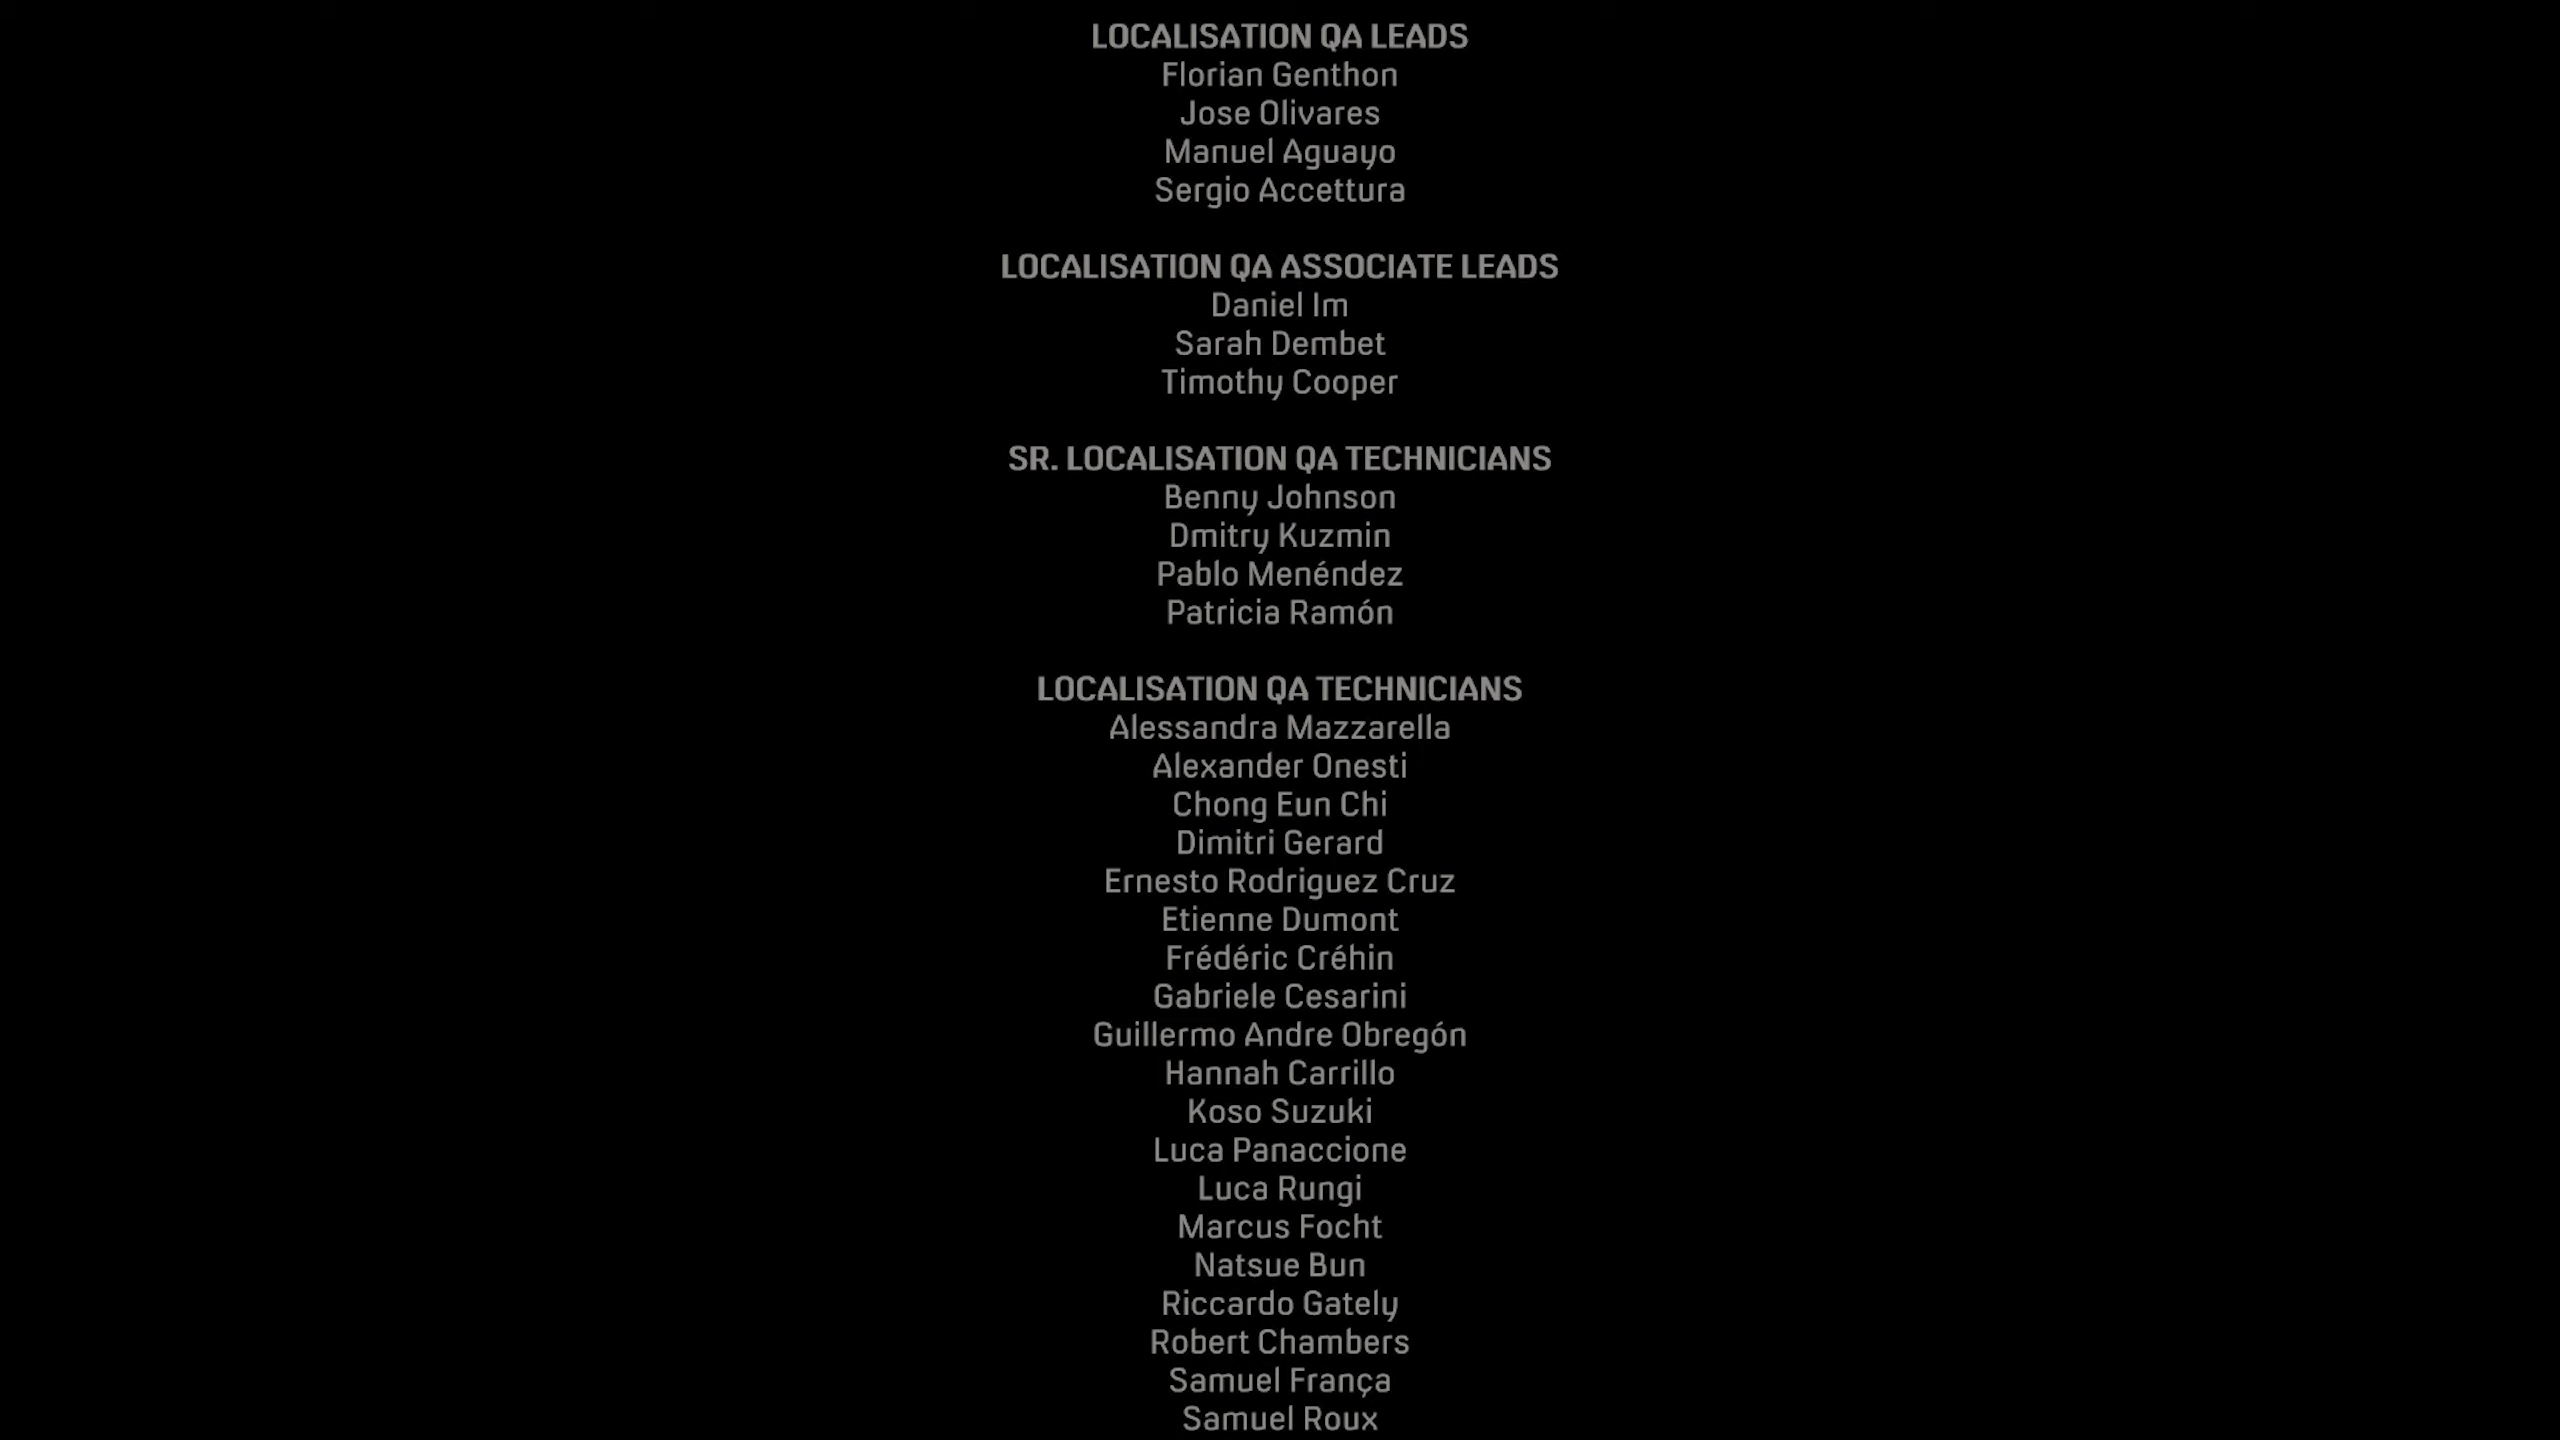 LOCALISATION QA LEADS
Florian Genthon
Jose Olivares
Manuel Aguayo
Sergio Accettura
LOCALISATION QA ASSOCIATE LEADS
Daniel Im
Sarah Dembet
Timothy Cooper
SR. LOCALISATION QA TECHNICIANS
Benny Johnson
Dmitry Kuzmin
Pablo Menéndez
Patricia Ramón
LOCALISATION QA TECHNICIANS
Alessandra Mazzarella
Alexander Onesti
Chong Eun Chi
Dimitri Gerard
Ernesto Rodriguez Cruz
Etienne Dumont
Frédéric Créhin
Gabriele Cesarini
Guillermo Andre Obregón
Hannah Carrillo
Koso Suzuki
Luca Panaccione
Luca Rungi
Marcus Focht
Natsue Bun
Riccardo Gately
Robert Chambers
Samuel França
Samuel Roux